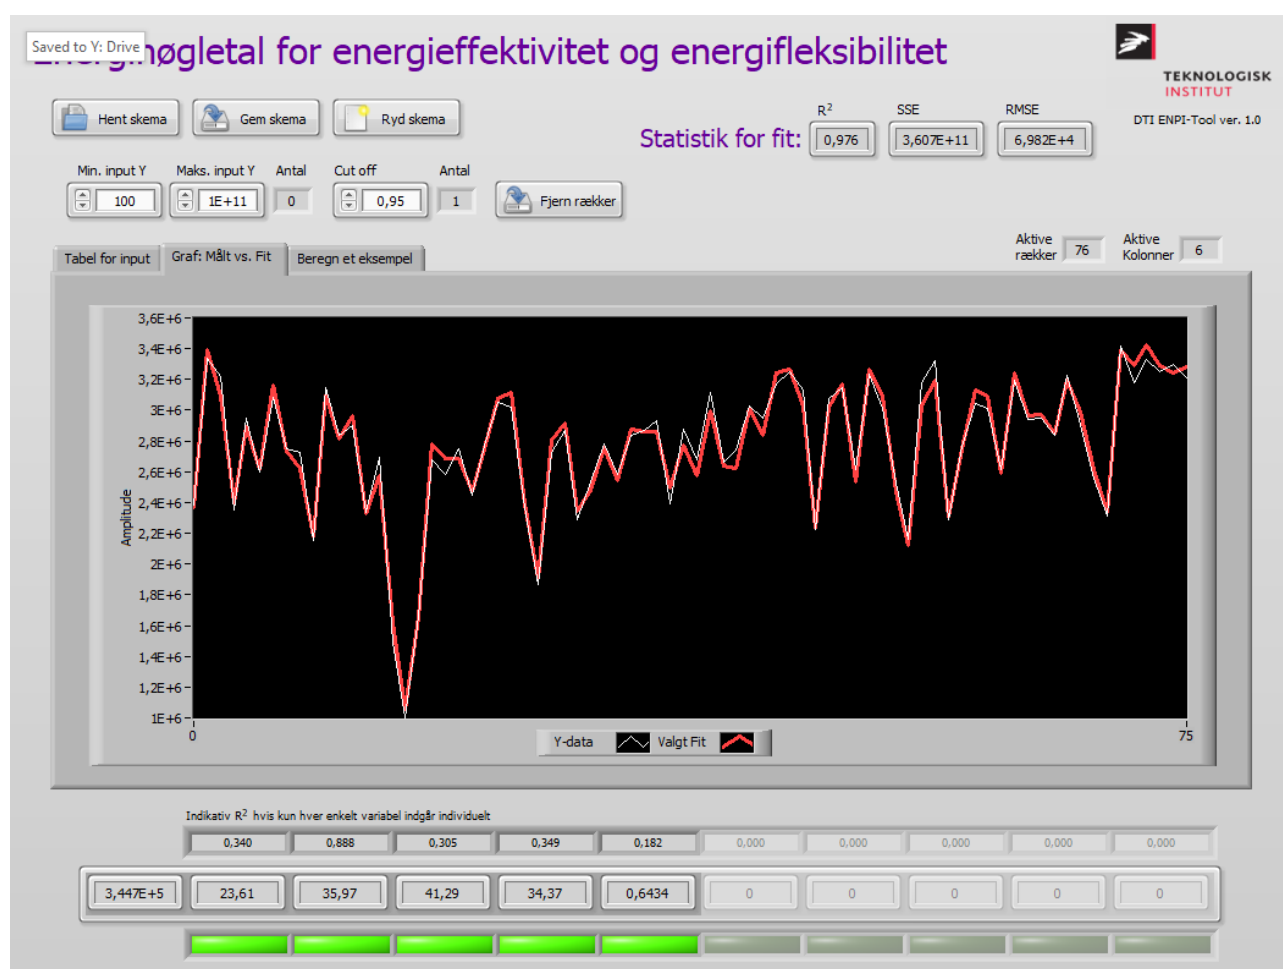 Saved to Y: Drive
Energinøgletal for energieffektivitet og energifleksibilitet
TEKNOLOGISK
INSTITUT
DTI ENPI-Tool ver. 1.0
Hent skema
Gem skema
Ryd skema
Statistik for fit:
R² SSE RMSE
0,976 3,607E+11 6,982E+4
Min. input Y Maks. input Y Antal Cut off Antal
100 1E+11 0 0,95 1 Fjern rækker
Aktive rækker 76 Aktive Kolonner 6
Tabel for input Graf: Målt vs. Fit Beregn et eksempel
3,6E+6
3,4E+6
3,2E+6
3E+6
2,8E+6
2,6E+6
2,4E+6
2,2E+6
2E+6
1,8E+6
1,6E+6
1,4E+6
1,2E+6
1E+6
Amplitude
0 75
Y-data Valgt Fit
Indikativ R² hvis kun hver enkelt variabel indgår individuelt
0,340 0,888 0,305 0,349 0,182 0,000 0,000 0,000 0,000 0,000
3,447E+5 23,61 35,97 41,29 34,37 0,6434 0 0 0 0 0